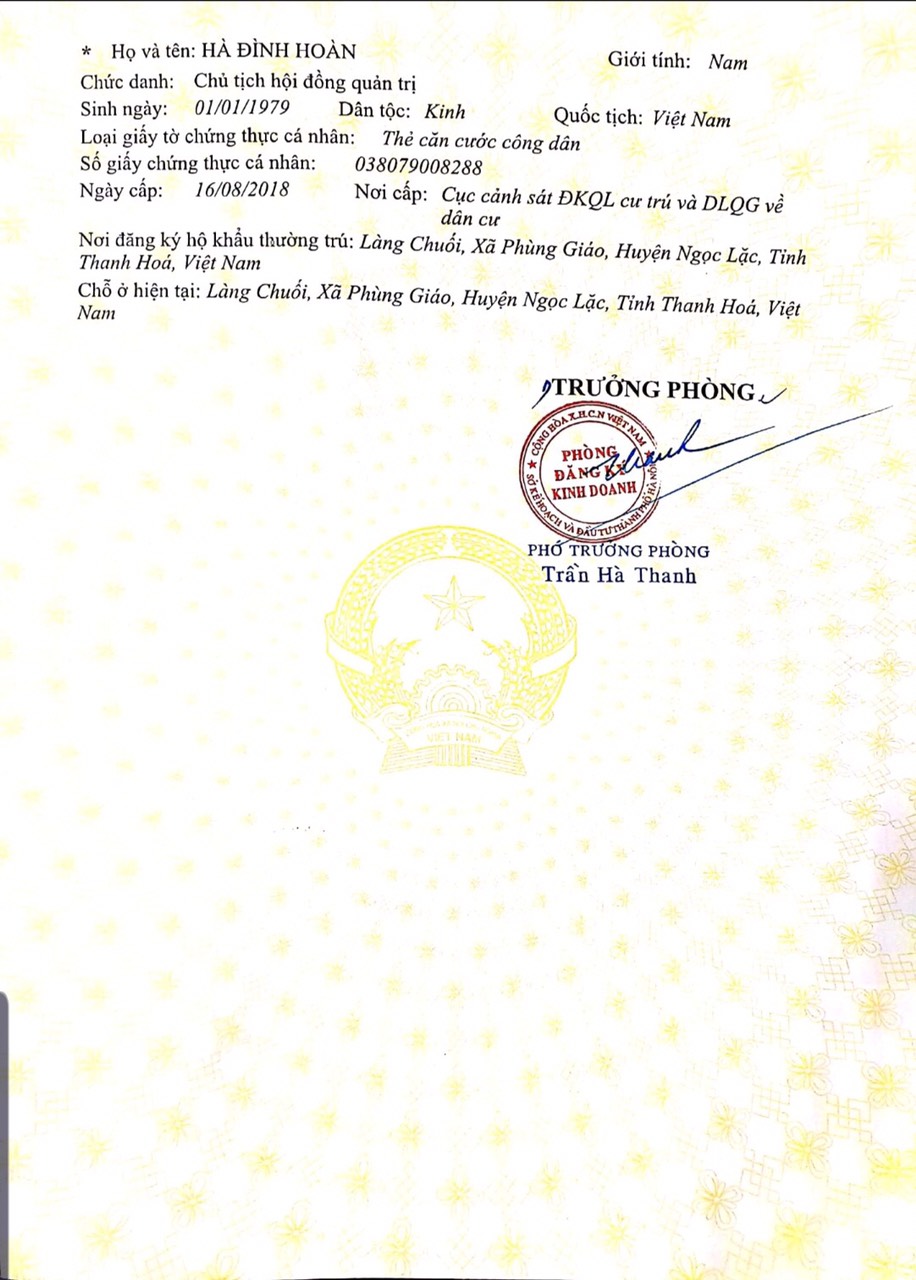 * Họ và tên: HÀ ĐÌNH HOÀN Giới tính: Nam
Chức danh: Chủ tịch hội đồng quản trị
Sinh ngày: 01/01/1979 Dân tộc: Kinh Quốc tịch: Việt Nam
Loại giấy tờ chứng thực cá nhân: Thẻ căn cước công dân
Số giấy chứng thực cá nhân: 038079008288
Ngày cấp: 16/08/2018 Nơi cấp: Cục cảnh sát ĐKQL cư trú và DLQG về
dân cư
Nơi đăng ký hộ khẩu thường trú: Làng Chuối, Xã Phùng Giáo, Huyện Ngọc Lặc, Tỉnh
Thanh Hoá, Việt Nam
Chỗ ở hiện tại: Làng Chuối, Xã Phùng Giáo, Huyện Ngọc Lặc, Tỉnh Thanh Hoá, Việt
Nam
TRƯỞNG PHÒNG
CỘNG HÒA X.H.C.N VIỆT NAM
PHÒNG
ĐĂNG KÝ
KINH DOANH
SỞ KẾ HOẠCH VÀ ĐẦU TƯ THÀNH PHỐ HÀ NỘI
PHÓ TRƯỞNG PHÒNG
Trần Hà Thanh
VIỆT NAM